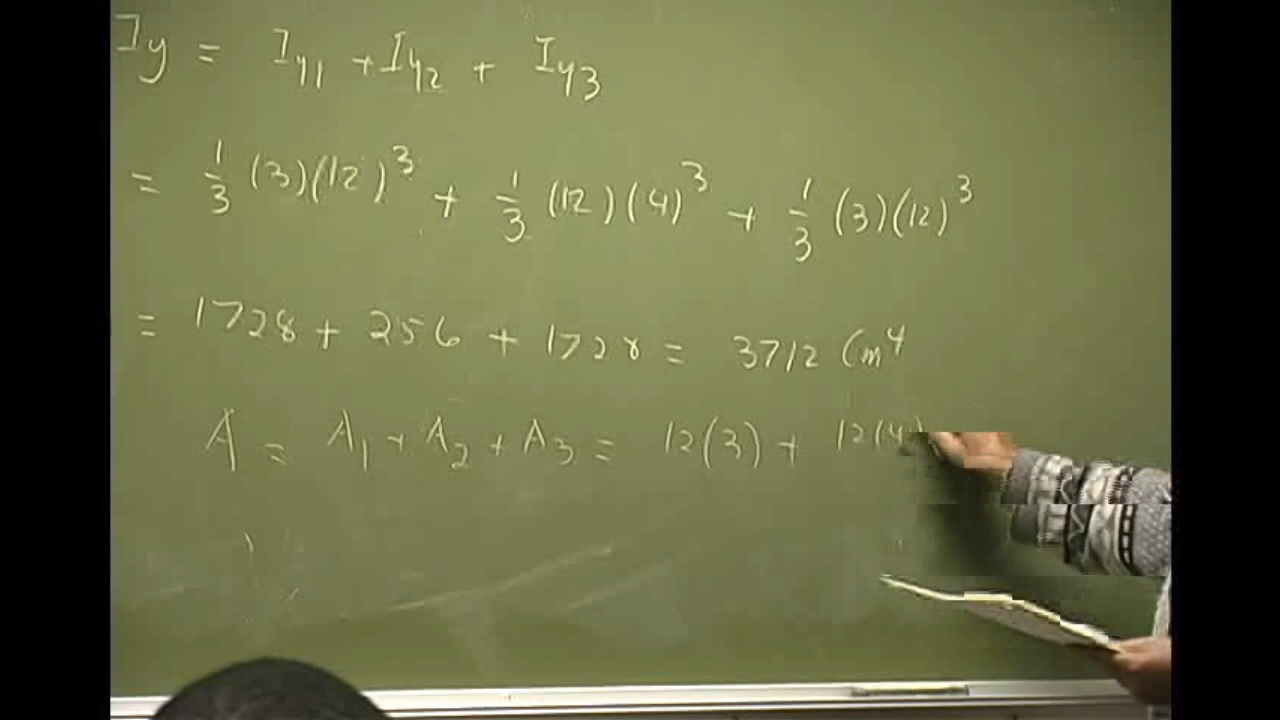 Iy = Iy1 + Iy2 + Iy3
= 1/3 (3)(12)^3 + 1/3 (12)(4)^3 + 1/3 (3)(12)^3
= 1728 + 256 + 1728 = 3712 Cm^4
A = A1 + A2 + A3 = 12(3) + 12(4)